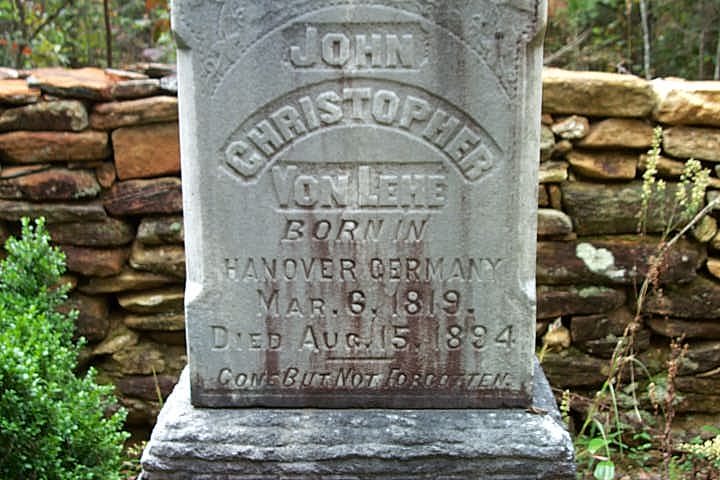 JOHN
CHRISTOPHER
VON LEHE
BORN IN
HANOVER GERMANY
MAR. 6. 1819.
DIED AUG. 15. 1894
GONE BUT NOT FORGOTTEN.